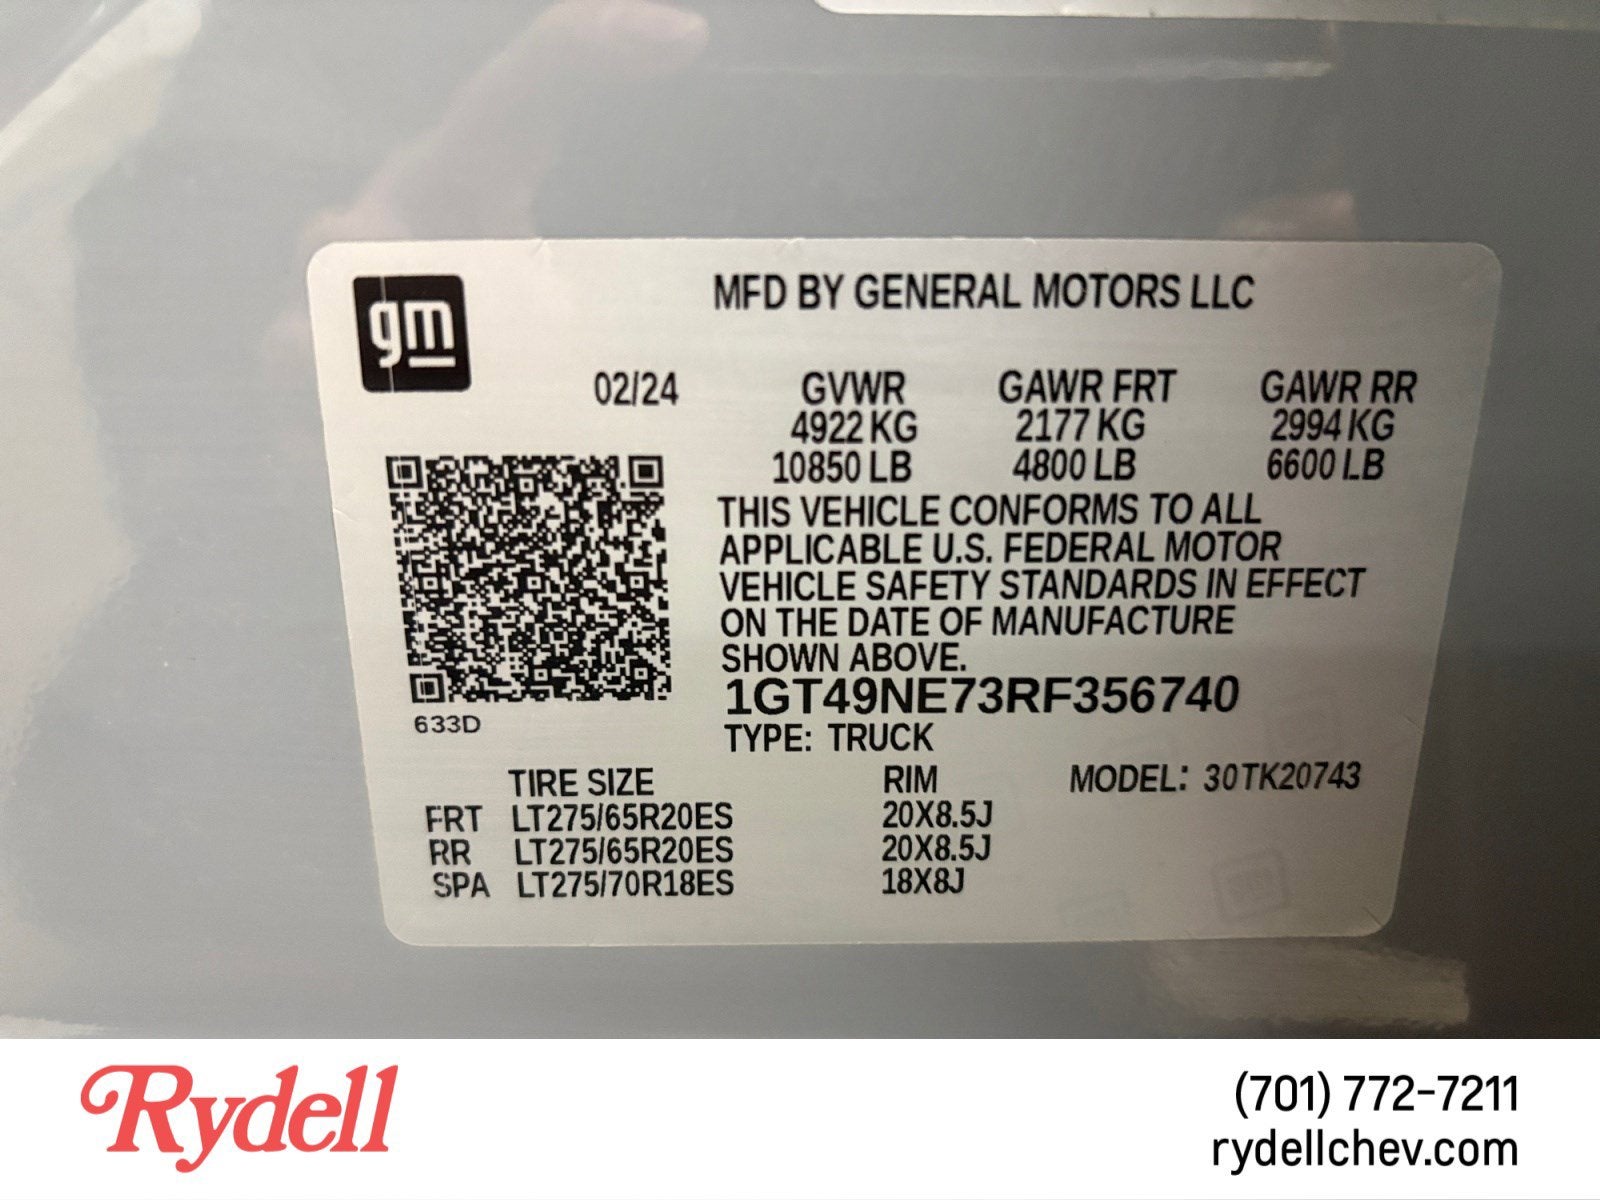 gm
MFD BY GENERAL MOTORS LLC
02/24 GVWR GAWR FRT GAWR RR
4922 KG 2177 KG 2994 KG
10850 LB 4800 LB 6600 LB
THIS VEHICLE CONFORMS TO ALL
APPLICABLE U.S. FEDERAL MOTOR
VEHICLE SAFETY STANDARDS IN EFFECT
ON THE DATE OF MANUFACTURE
SHOWN ABOVE.
1GT49NE73RF356740
633D
TYPE: TRUCK
TIRE SIZE RIM MODEL: 30TK20743
FRT LT275/65R20ES 20X8.5J
RR LT275/65R20ES 20X8.5J
SPA LT275/70R18ES 18X8J
Rydell
(701) 772-7211
rydellchev.com